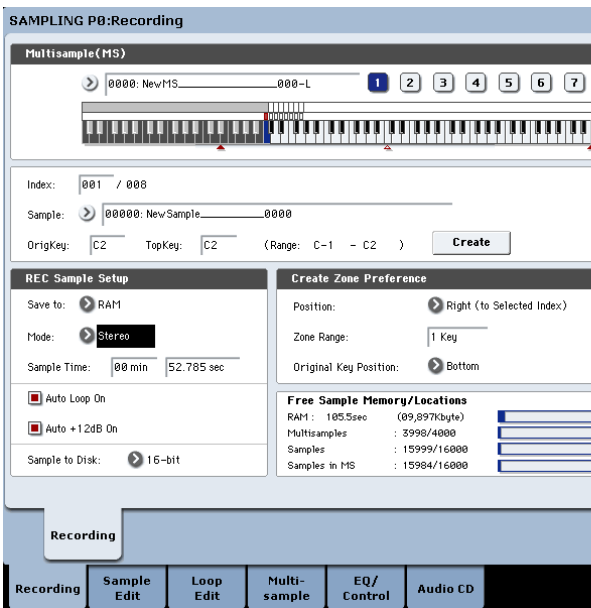 SAMPLING P0:Recording
Multisample(MS)
0000: NewMS____________000-L
1 2 3 4 5 6 7
Index: 001 / 008
Sample: 00000: NewSample____________0000
OrigKey: C2 TopKey: C2 (Range: C-1 - C2 ) Create
REC Sample Setup
Save to: RAM
Mode: Stereo
Sample Time: 00 min 52.785 sec
Auto Loop On
Auto +12dB On
Sample to Disk: 16-bit
Create Zone Preference
Position: Right (to Selected Index)
Zone Range: 1 Key
Original Key Position: Bottom
Free Sample Memory/Locations
RAM : 105.5sec (09,897Kbyte)
Multisamples : 3998/4000
Samples : 15999/16000
Samples in MS : 15984/16000
Recording
Recording
Sample Edit
Loop Edit
Multi-sample
EQ/ Control
Audio CD